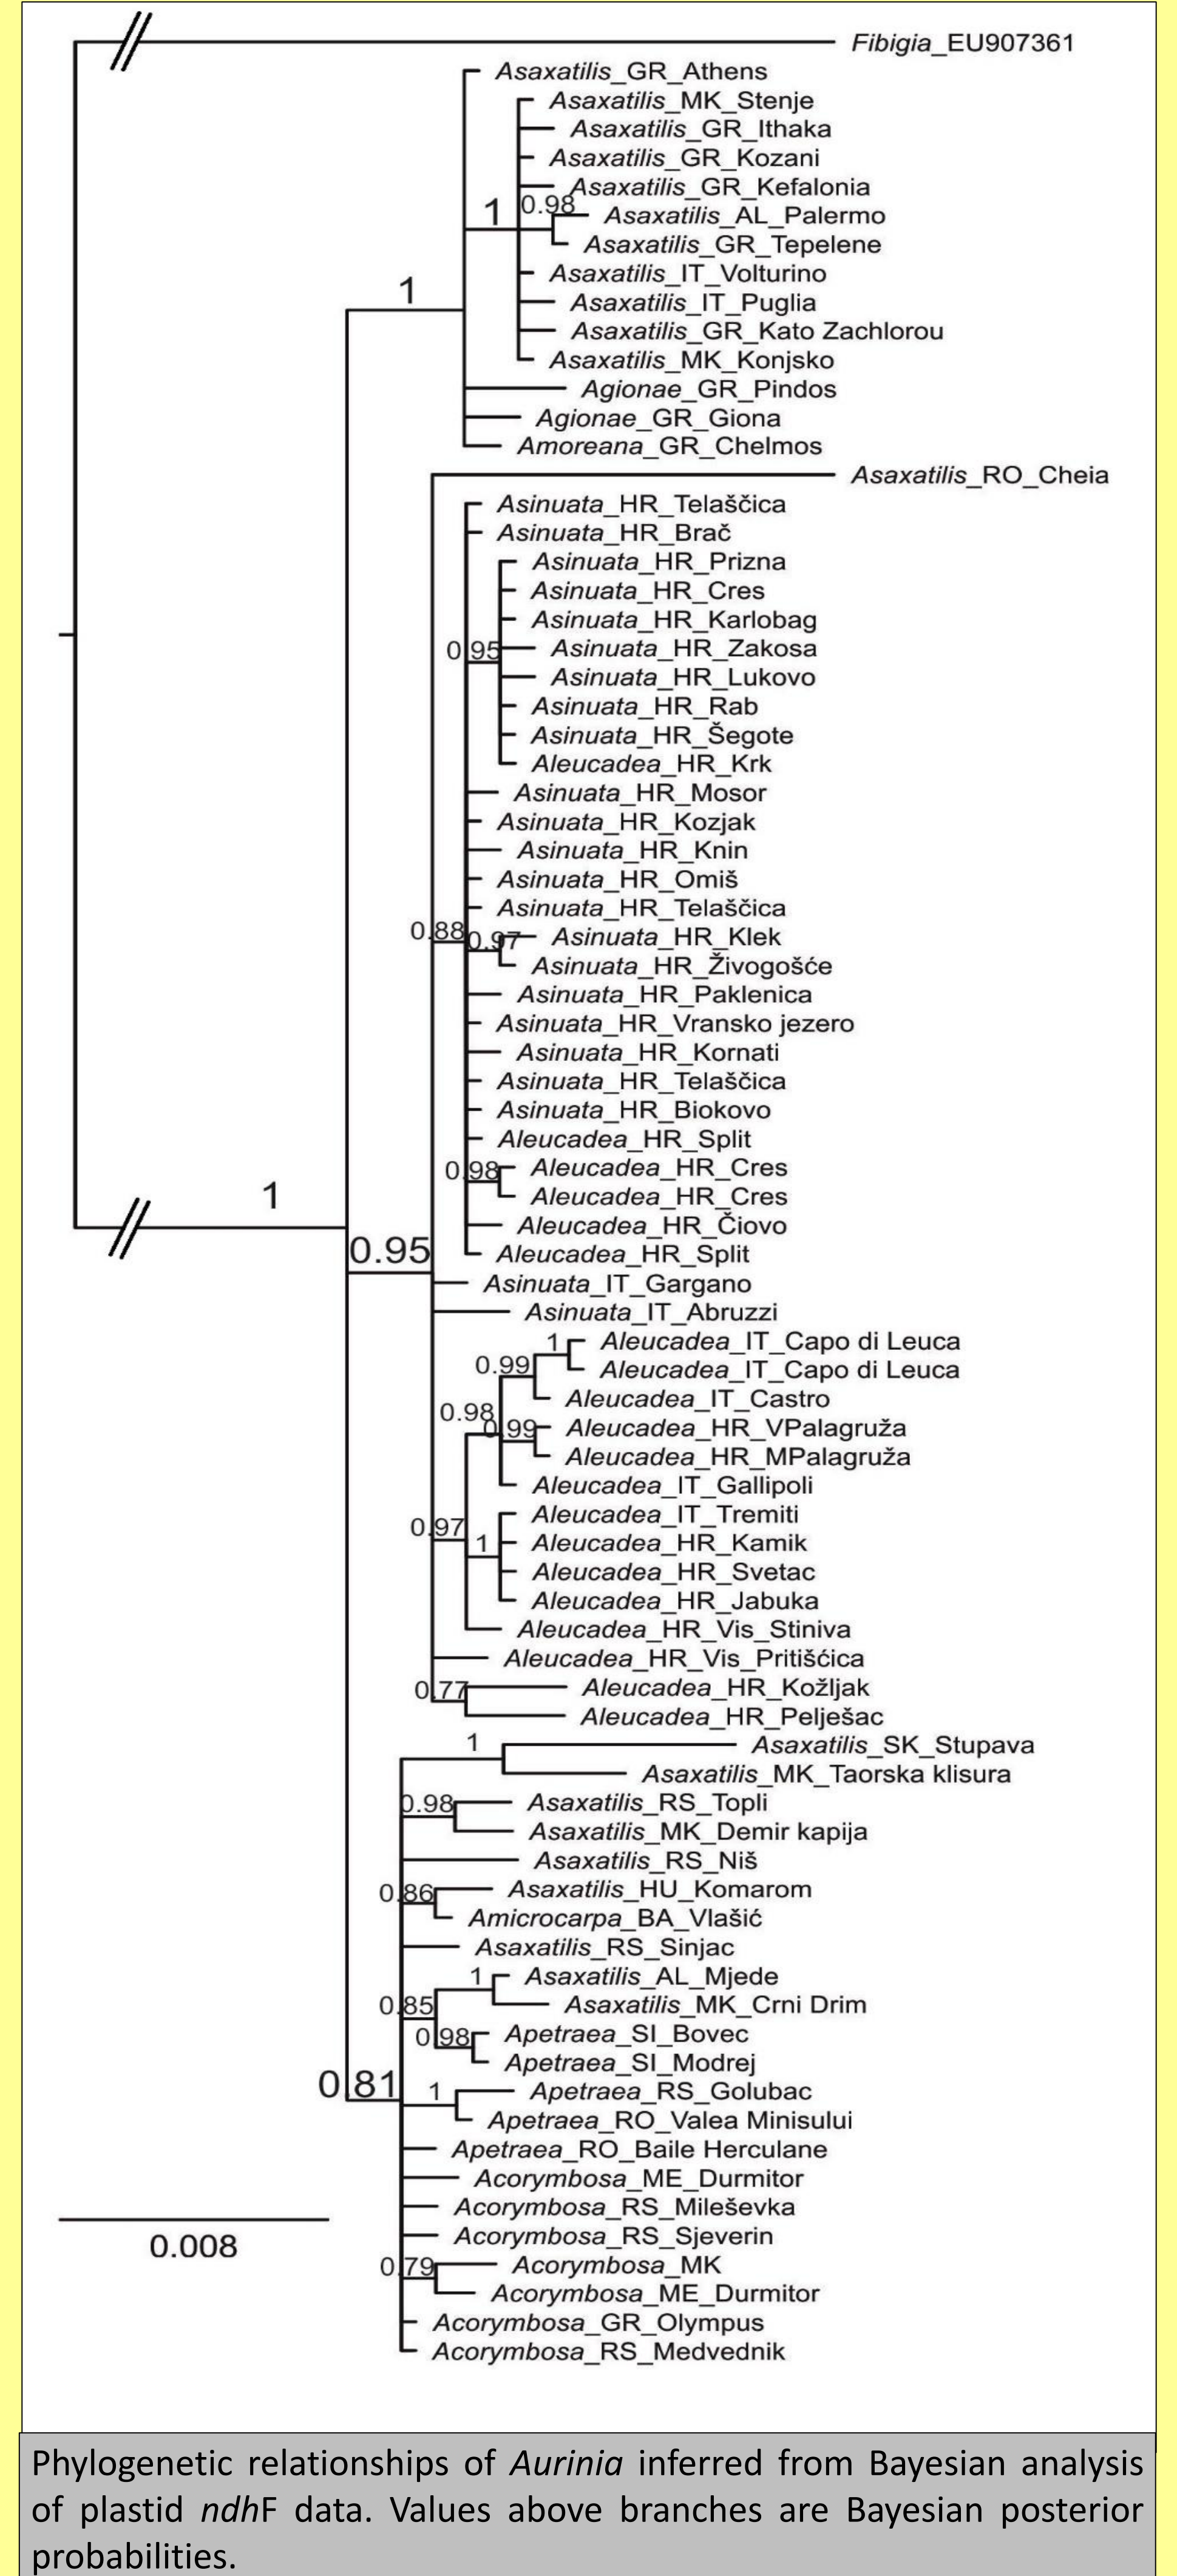 Fibigia_EU907361
Asaxatilis_GR_Athens
Asaxatilis_MK_Stenje
Asaxatilis_GR_Ithaka
Asaxatilis_GR_Kozani
Asaxatilis_GR_Kefalonia
1 0.98
Asaxatilis_AL_Palermo
Asaxatilis_GR_Tepelene
Asaxatilis_IT_Volturino
1
Asaxatilis_IT_Puglia
Asaxatilis_GR_Kato Zachlorou
Asaxatilis_MK_Konjsko
Agionae_GR_Pindos
Agionae_GR_Giona
Amoreana_GR_Chelmos
Asaxatilis_RO_Cheia
Asinuata_HR_Telaščica
Asinuata_HR_Brač
Asinuata_HR_Prizna
Asinuata_HR_Cres
Asinuata_HR_Karlobag
0.95 Asinuata_HR_Zakosa
Asinuata_HR_Lukovo
Asinuata_HR_Rab
Asinuata_HR_Šegote
Aleucadea_HR_Krk
Asinuata_HR_Mosor
Asinuata_HR_Kozjak
Asinuata_HR_Knin
Asinuata_HR_Omiš
Asinuata_HR_Telaščica
0.88 0.97 Asinuata_HR_Klek
Asinuata_HR_Živogošće
Asinuata_HR_Paklenica
Asinuata_HR_Vransko jezero
Asinuata_HR_Kornati
Asinuata_HR_Telaščica
Asinuata_HR_Biokovo
Aleucadea_HR_Split
0.98 Aleucadea_HR_Cres
Aleucadea_HR_Cres
1
Aleucadea_HR_Čiovo
0.95 Aleucadea_HR_Split
Asinuata_IT_Gargano
Asinuata_IT_Abruzzi
1 Aleucadea_IT_Capo di Leuca
0.99 Aleucadea_IT_Capo di Leuca
Aleucadea_IT_Castro
0.98
0.99 Aleucadea_HR_VPalagruža
Aleucadea_HR_MPalagruža
Aleucadea_IT_Gallipoli
Aleucadea_IT_Tremiti
0.97 1 Aleucadea_HR_Kamik
Aleucadea_HR_Svetac
Aleucadea_HR_Jabuka
Aleucadea_HR_Vis_Stiniva
Aleucadea_HR_Vis_Pritišćica
0.77 Aleucadea_HR_Kožljak
Aleucadea_HR_Pelješac
1 Asaxatilis_SK_Stupava
Asaxatilis_MK_Taorska klisura
0.98 Asaxatilis_RS_Topli
Asaxatilis_MK_Demir kapija
Asaxatilis_RS_Niš
0.86 Asaxatilis_HU_Komarom
Amicrocarpa_BA_Vlašić
Asaxatilis_RS_Sinjac
1 Asaxatilis_AL_Mjede
0.85 Asaxatilis_MK_Crni Drim
0.98 Apetraea_SI_Bovec
Apetraea_SI_Modrej
0.81 1 Apetraea_RS_Golubac
Apetraea_RO_Valea Minisului
Apetraea_RO_Baile Herculane
Acorymbosa_ME_Durmitor
Acorymbosa_RS_Mileševka
Acorymbosa_RS_Sjeverin
0.008
0.79 Acorymbosa_MK
Acorymbosa_ME_Durmitor
Acorymbosa_GR_Olympus
Acorymbosa_RS_Medvednik
Phylogenetic relationships of Aurinia inferred from Bayesian analysis
of plastid ndhF data. Values above branches are Bayesian posterior
probabilities.